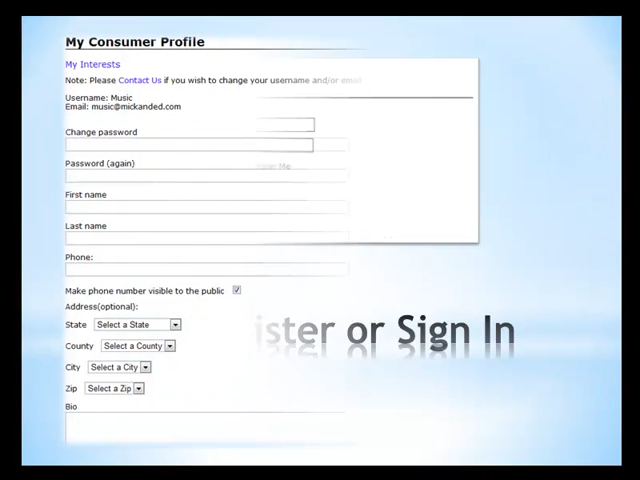 My Consumer Profile
My Interests
Note: Please Contact Us if you wish to change your username and/or email
Username: Music
Email: music@mickanded.com
Change password
Password (again)
Me
First name
Last name
Phone:
Make phone number visible to the public
Address(optional):
ister or Sign In
State Select a State
County Select a County
City Select a City
Zip Select a Zip
Bio